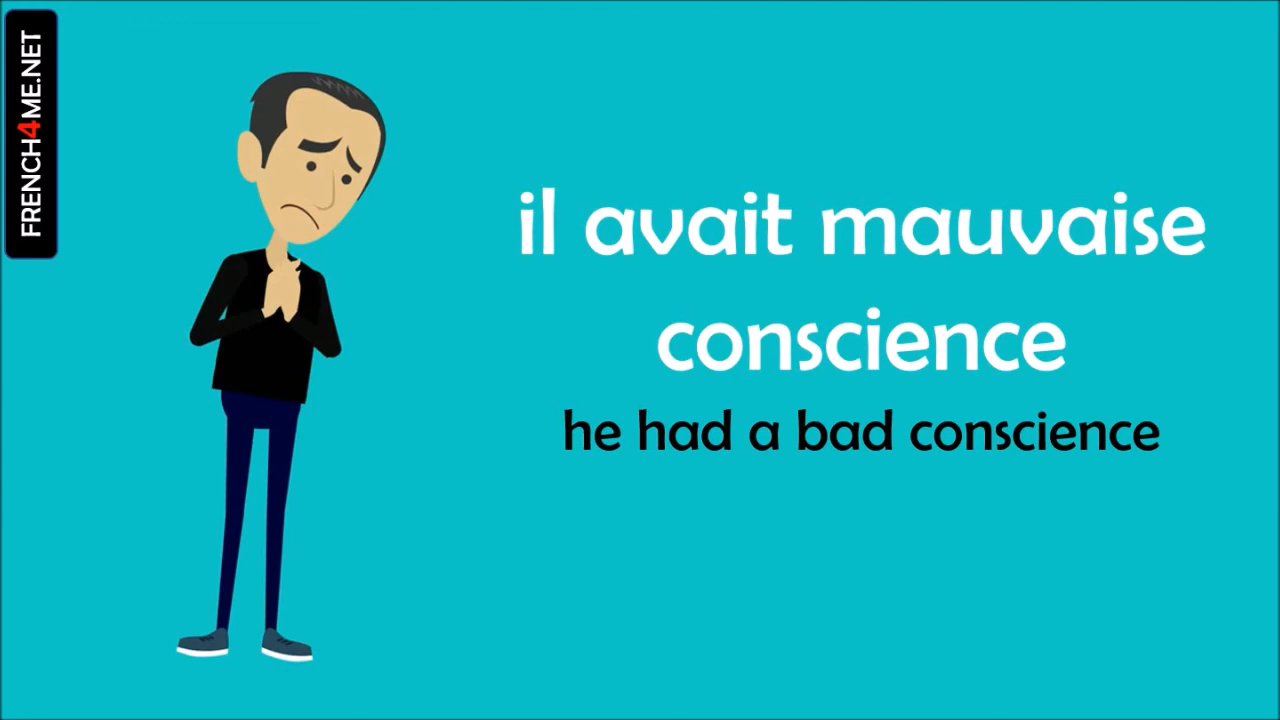 FRENCH4ME.NET
il avait mauvaise
conscience
he had a bad conscience